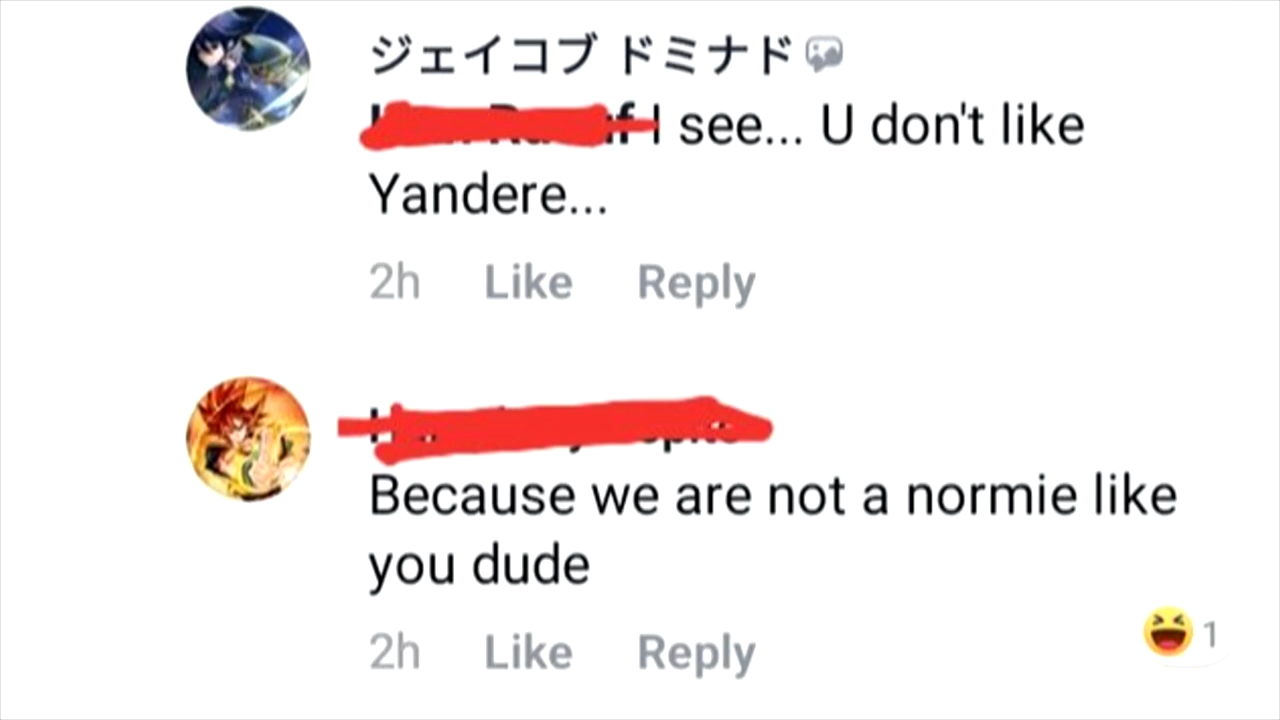 ジェイコブ ドミナド
I see... U don't like
Yandere...
2h Like Reply
Because we are not a normie like
you dude
2h Like Reply
1